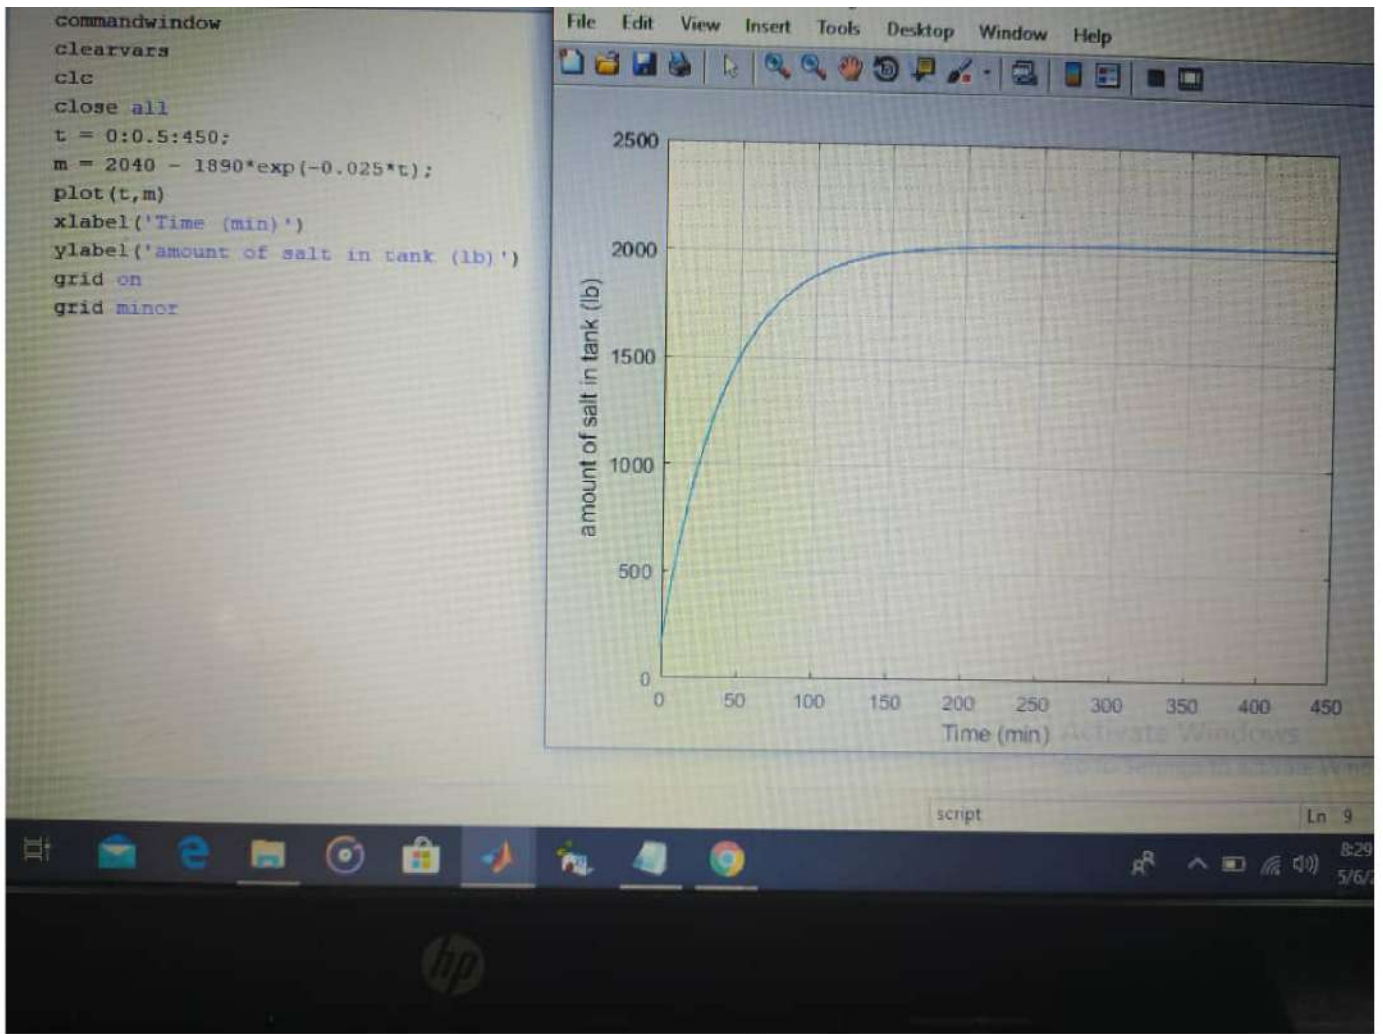 commandwindow
clearvars
clc
close all
t = 0:0.5:450;
m = 2040 - 1890*exp(-0.025*t);
plot(t,m)
xlabel('Time (min)')
ylabel('amount of salt in tank (lb)')
grid on
grid minor
File Edit View Insert Tools Desktop Window Help
2500
2000
1500
1000
500
0
amount of salt in tank (lb)
0 50 100 150 200 250 300 350 400 450
Time (min)
Activate Windows
script
Ln 9
8:29
5/6/
hp